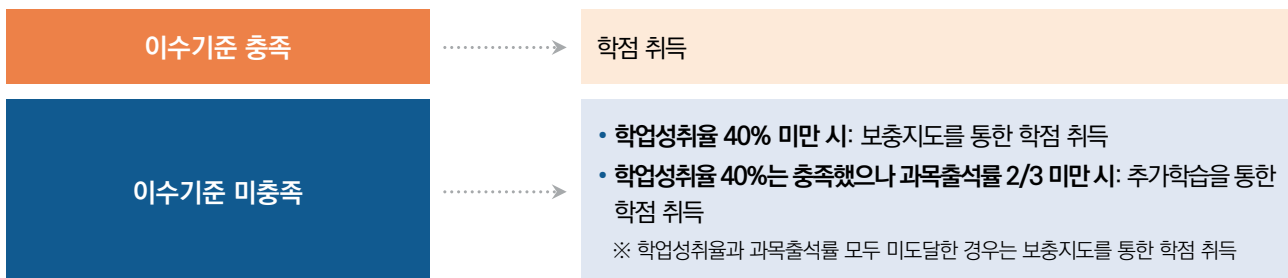 이수기준 충족
학점 취득
이수기준 미충족
• 학업성취율 40% 미만 시: 보충지도를 통한 학점 취득
• 학업성취율 40%는 충족했으나 과목출석률 2/3 미만 시: 추가학습을 통한
학점 취득
※ 학업성취율과 과목출석률 모두 미도달한 경우는 보충지도를 통한 학점 취득